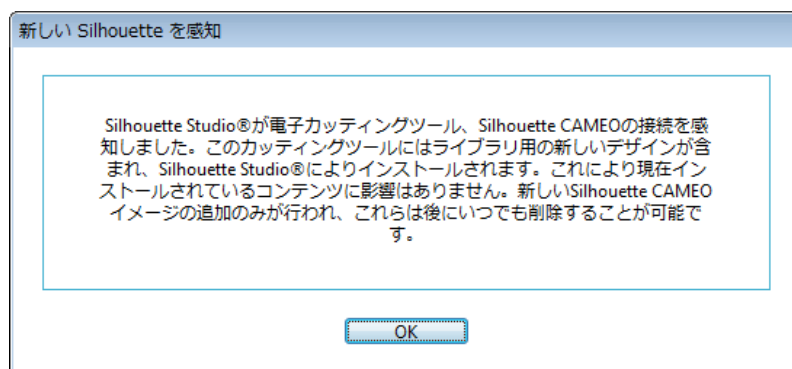 新しい Silhouette を感知
Silhouette Studio®が電子カッティングツール、Silhouette CAMEOの接続を感
知しました。このカッティングツールにはライブラリ用の新しいデザインが含
まれ、Silhouette Studio®によりインストールされます。これにより現在イン
ストールされているコンテンツに影響はありません。新しいSilhouette CAMEO
イメージの追加のみが行われ、これらは後にいつでも削除することが可能で
す。
OK